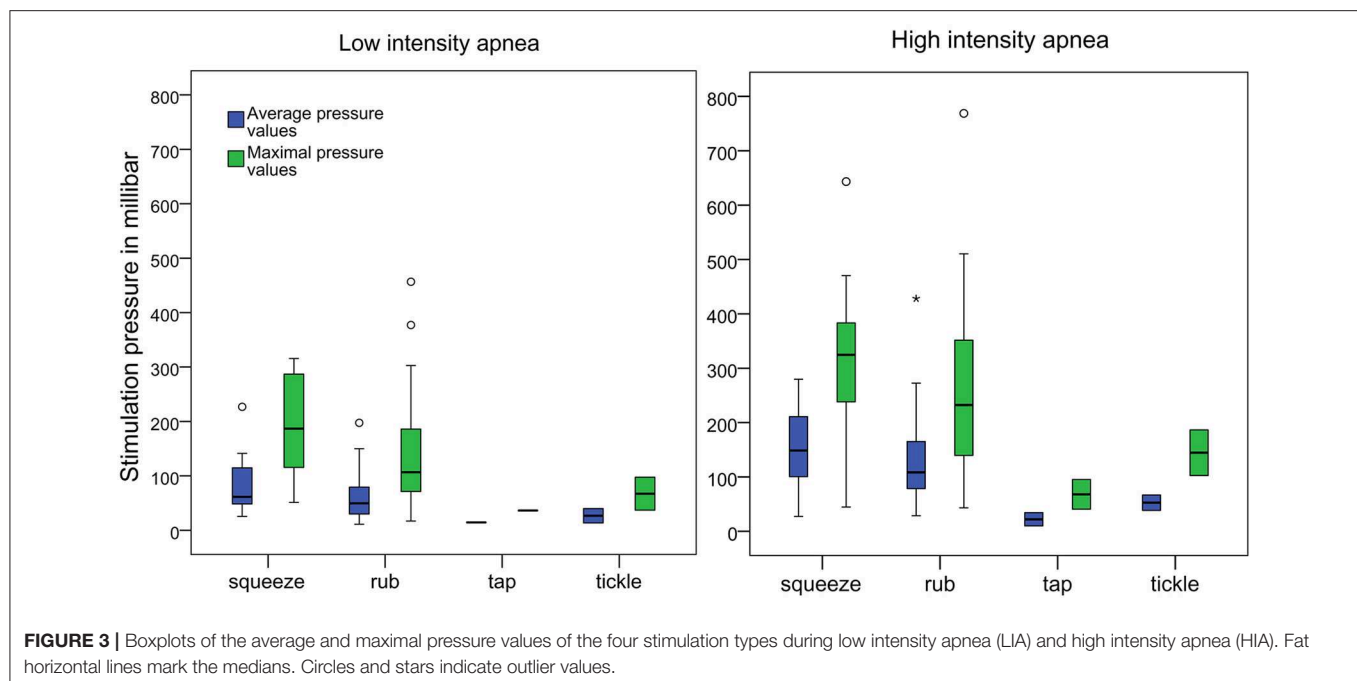 Low intensity apnea
High intensity apnea
Stimulation pressure in millibar
800
700
600
500
400
300
200
100
0
Average pressure
values
Maximal pressure
values
squeeze rub tap tickle
800
700
600
500
400
300
200
100
0
squeeze rub tap tickle
FIGURE 3 | Boxplots of the average and maximal pressure values of the four stimulation types during low intensity apnea (LIA) and high intensity apnea (HIA). Fat
horizontal lines mark the medians. Circles and stars indicate outlier values.